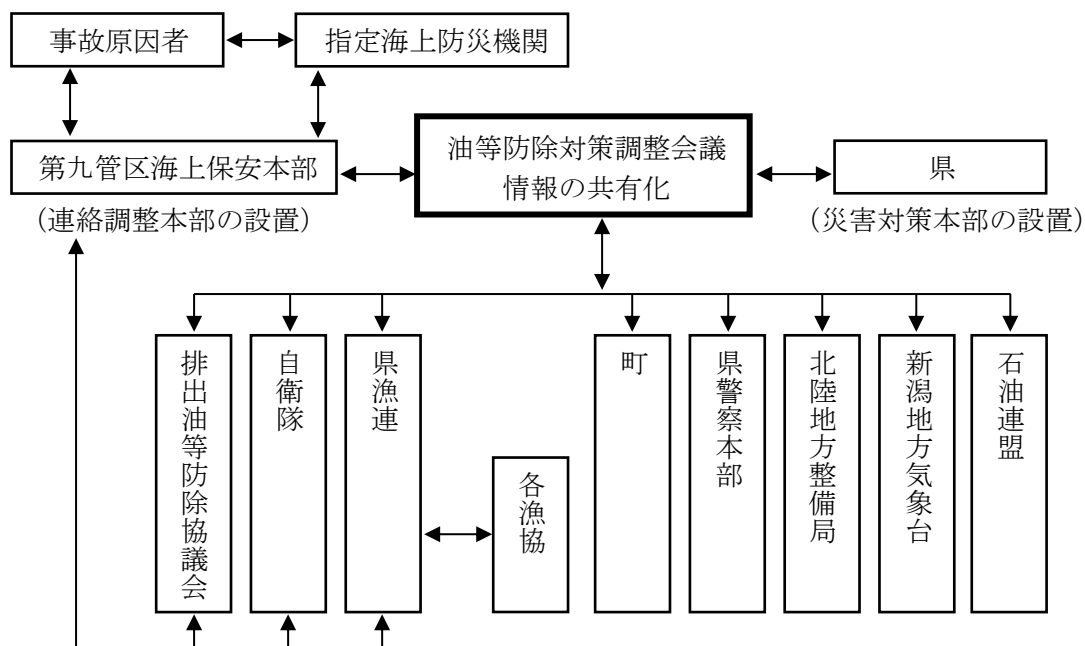 事故原因者
指定海上防災機関
第九管区海上保安本部
（連絡調整本部の設置）
油等防除対策調整会議
情報の共有化
県
（災害対策本部の設置）
排出油等防除協議会
自衛隊
県漁連
各漁協
町
県警察本部
北陸地方整備局
新潟地方気象台
石油連盟